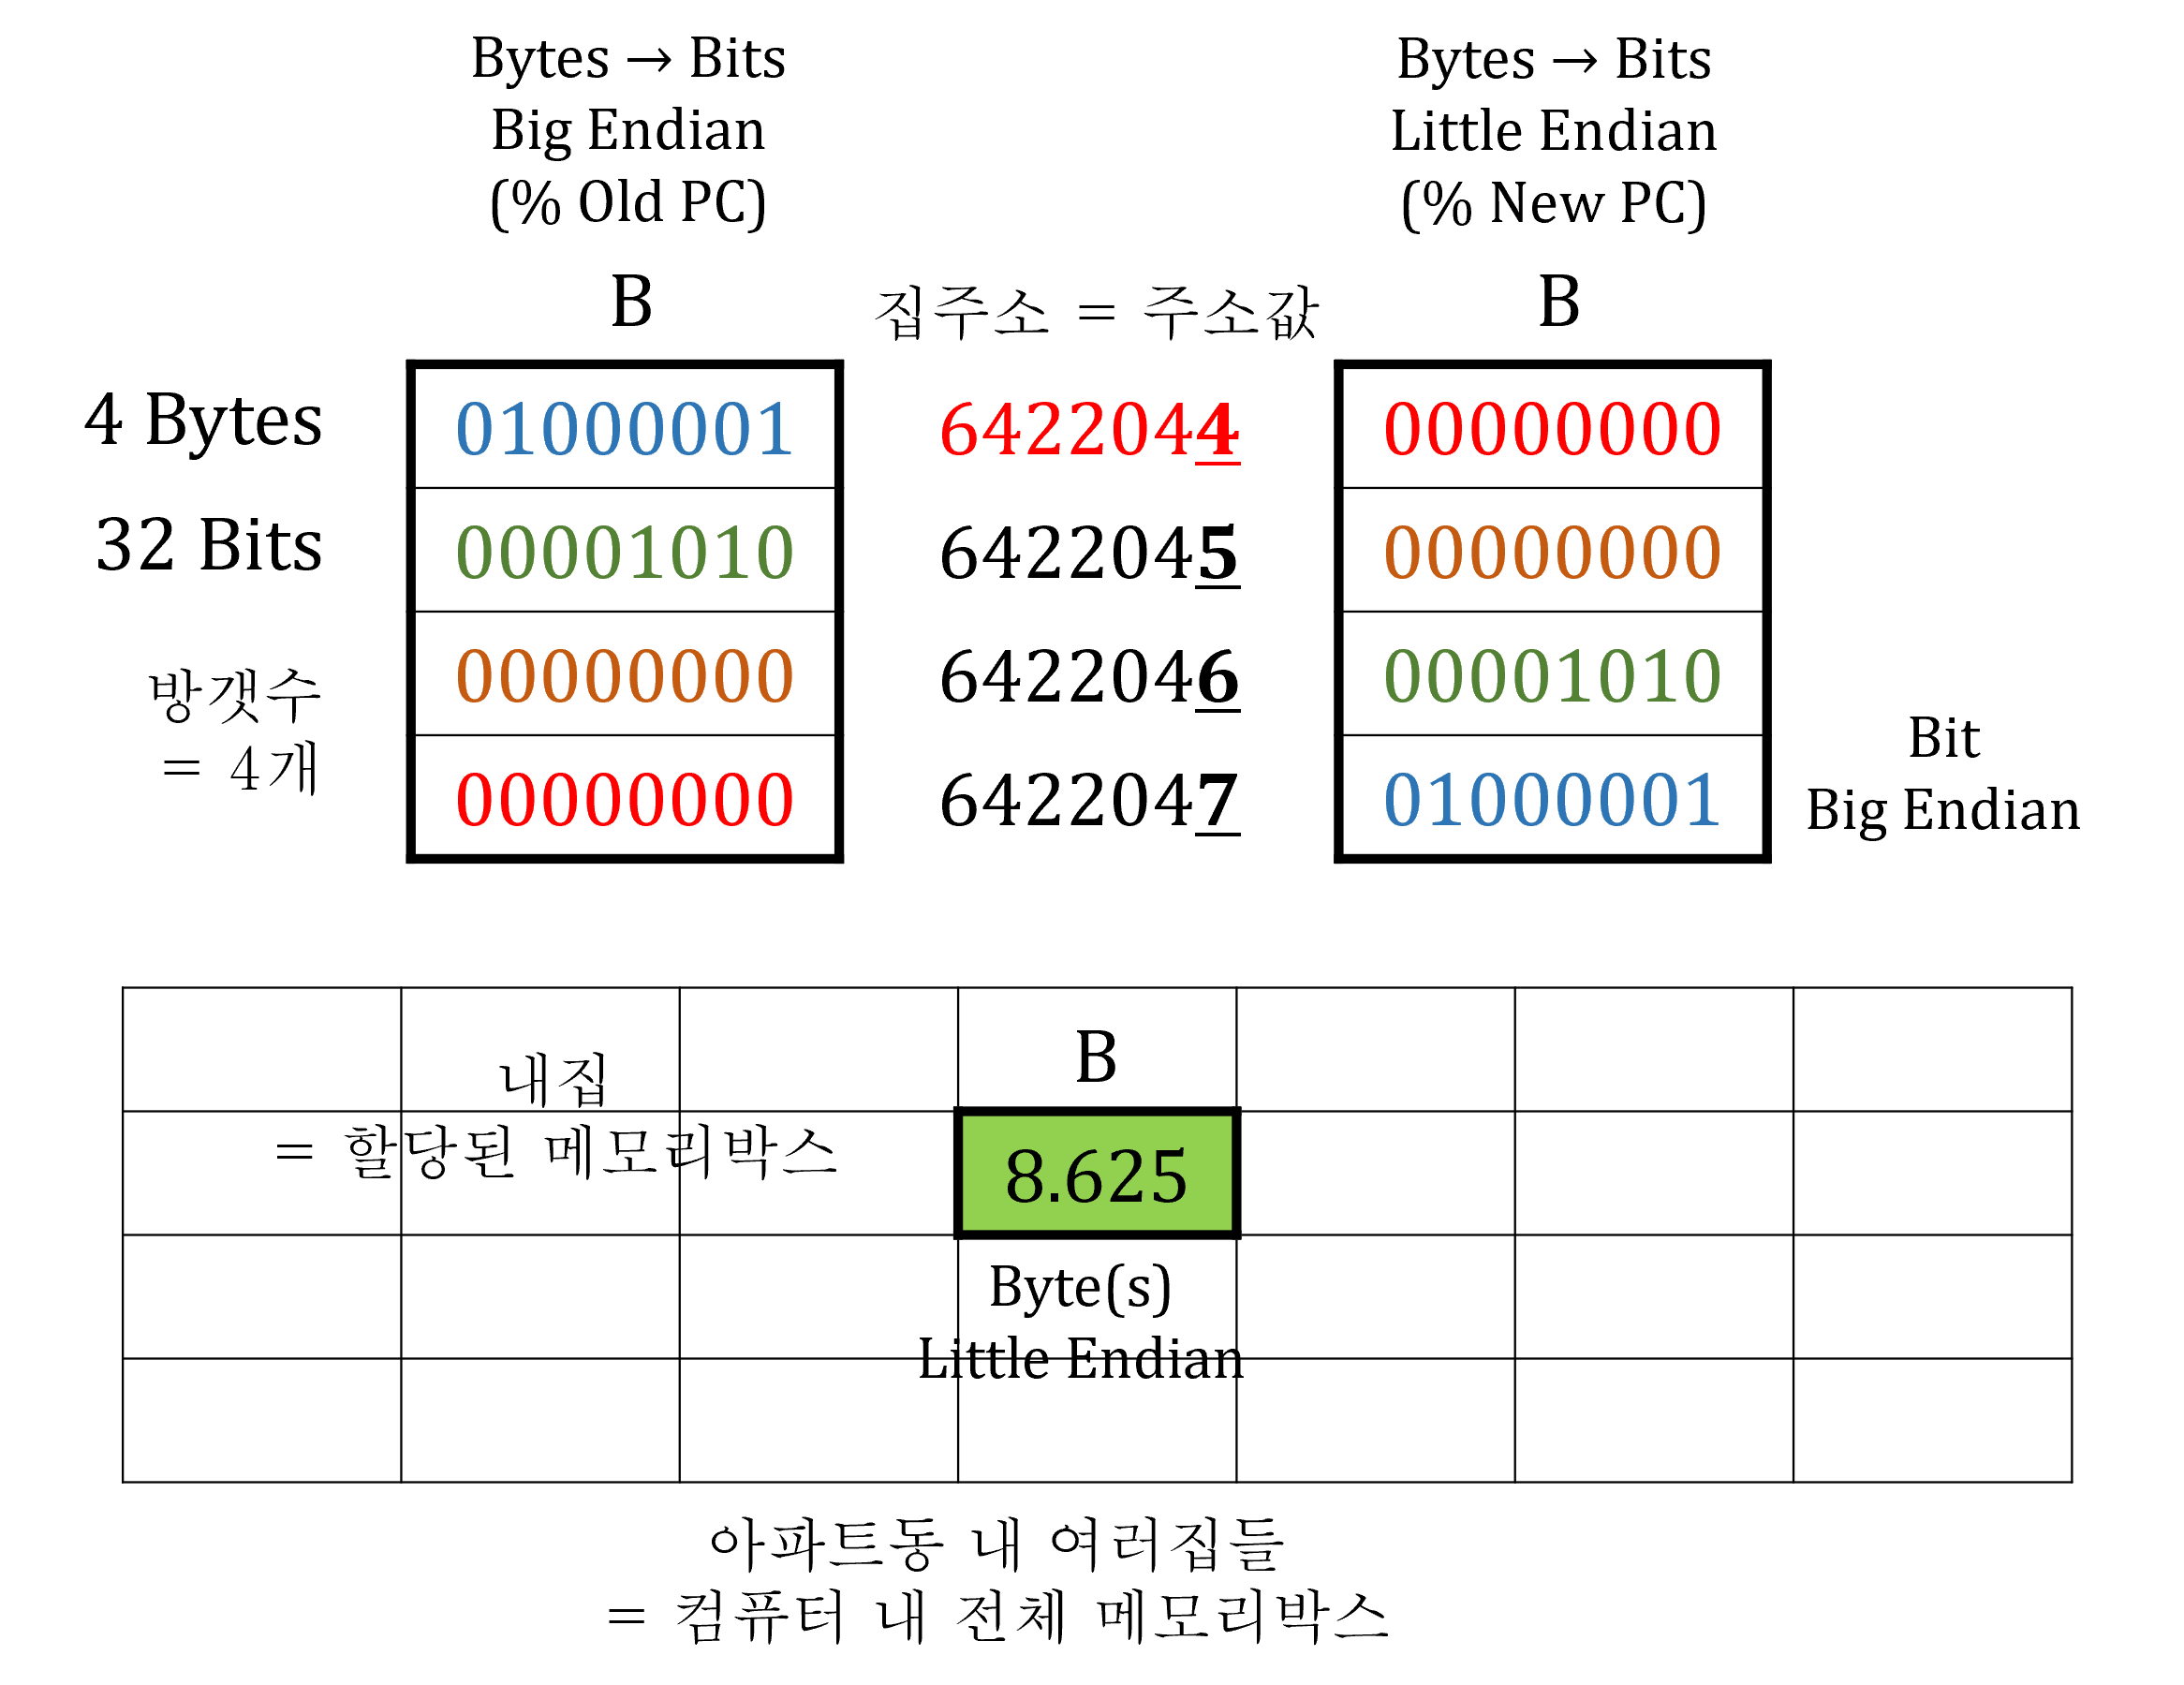 Bytes → Bits
Big Endian
(% Old PC)
Bytes → Bits
Little Endian
(% New PC)
B
집주소 = 주소값
B
4 Bytes
01000001
64220444
00000000
32 Bits
00001010
6422045
00000000
방갯수
= 4개
00000000
6422046
00001010
00000000
6422047
01000001
Bit
Big Endian
내집
= 할당된 메모리박스
B
8.625
Byte(s)
Little Endian
아파트동 내 여러집들
= 컴퓨터 내 전체 메모리박스